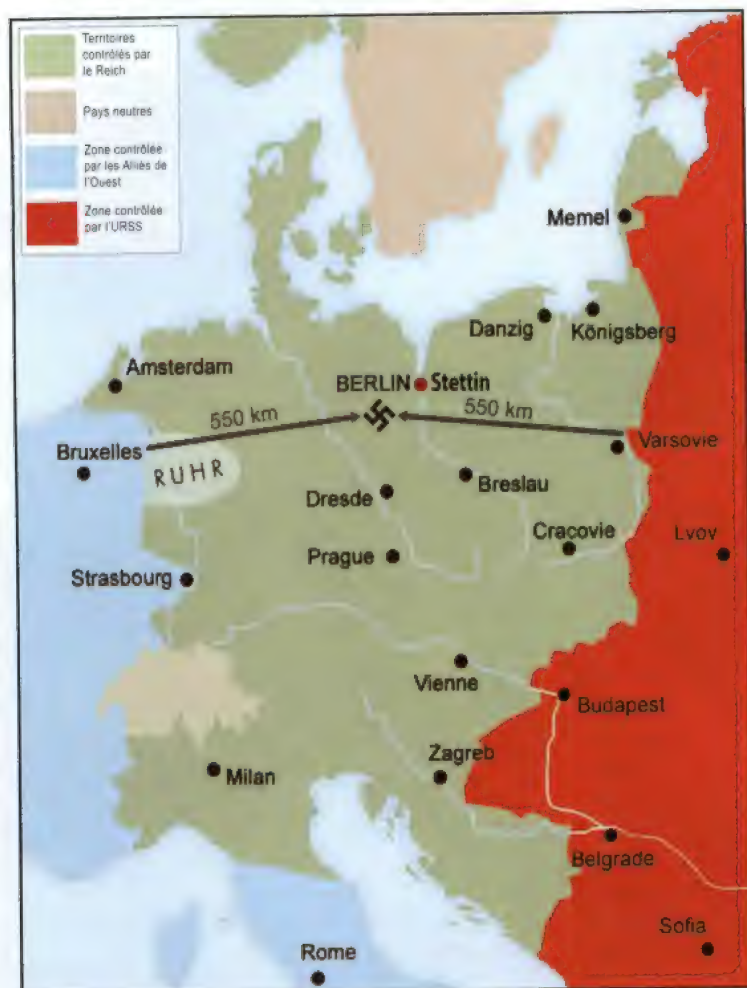 Territoires
contrôlés par
le Reich
Pays neutres
Zone contrôlée
par les Alliés de
l'Ouest
Zone contrôlée
par l'URSS
Memel
Danzig
Königsberg
Amsterdam
BERLIN
Stettin
550 km
550 km
Bruxelles
RUHR
Varsovie
Dresde
Breslau
Cracovie
Lvov
Prague
Strasbourg
Vienne
Budapest
Zagreb
Milan
Belgrade
Sofia
Rome